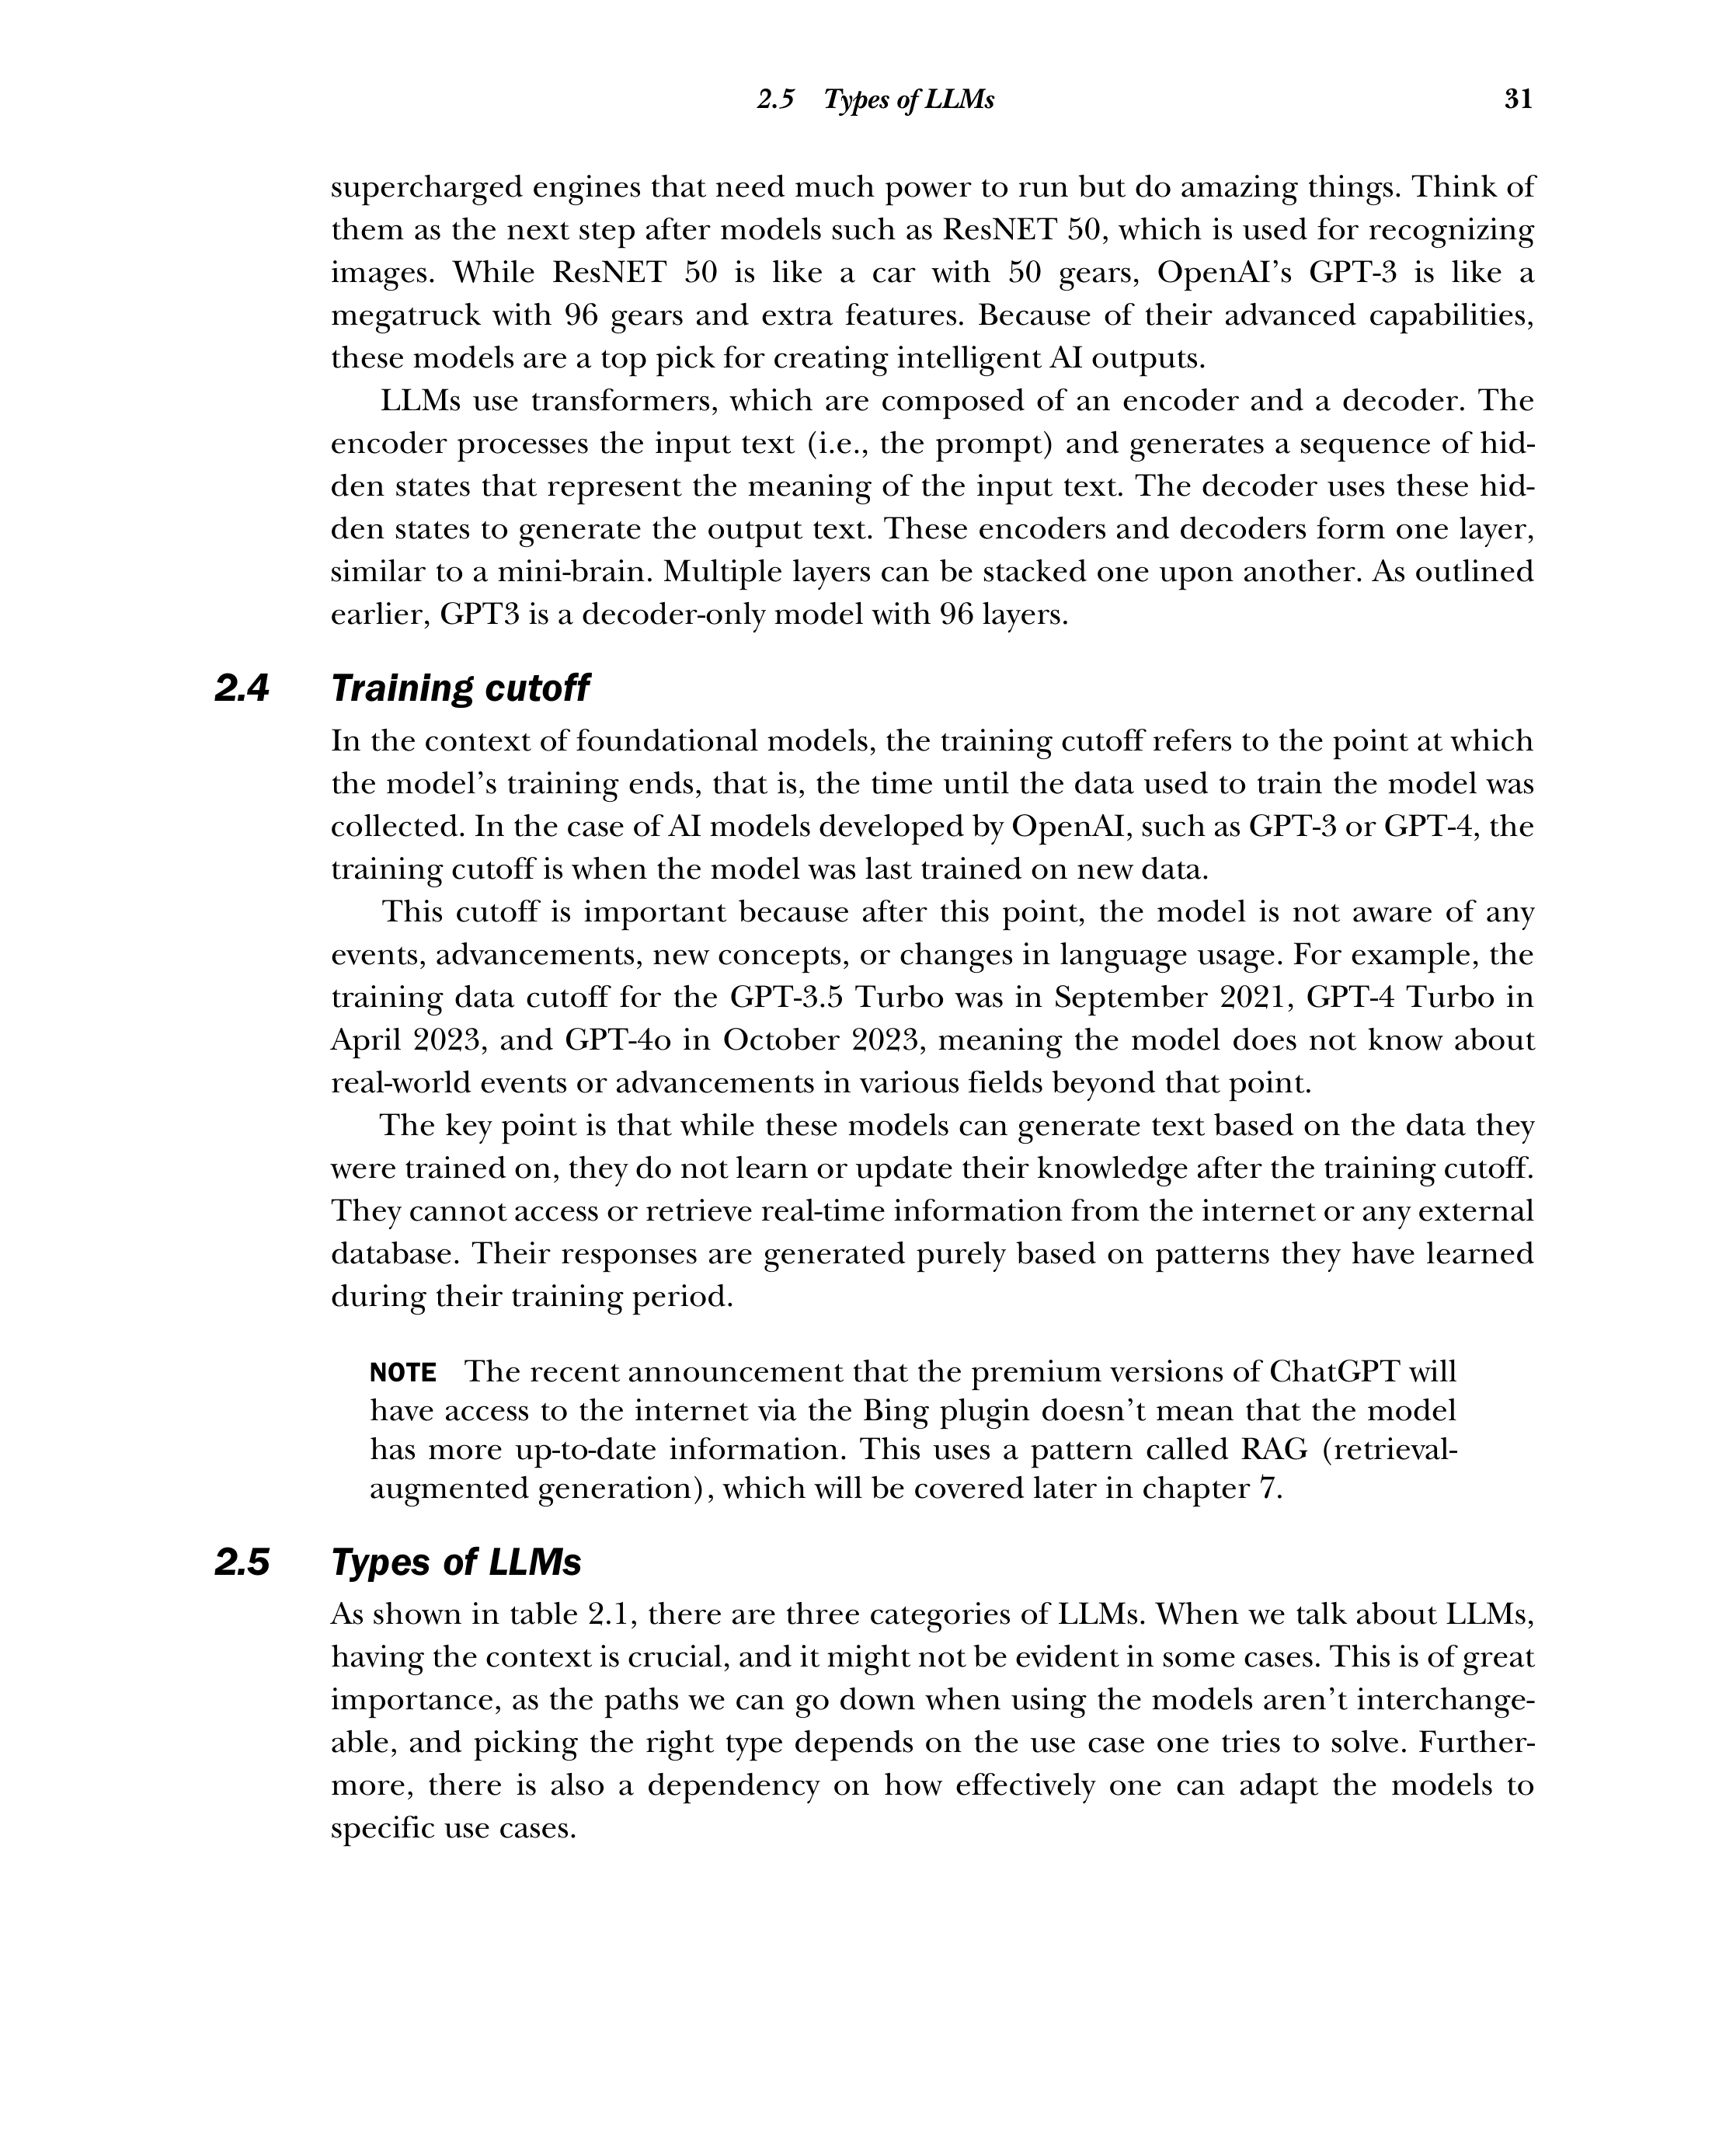 2.5 Types of LLMs 31
supercharged engines that need much power to run but do amazing things. Think of
them as the next step after models such as ResNET 50, which is used for recognizing
images. While ResNET 50 is like a car with 50 gears, OpenAI’s GPT-3 is like a
megatruck with 96 gears and extra features. Because of their advanced capabilities,
these models are a top pick for creating intelligent AI outputs.
LLMs use transformers, which are composed of an encoder and a decoder. The
encoder processes the input text (i.e., the prompt) and generates a sequence of hid-
den states that represent the meaning of the input text. The decoder uses these hid-
den states to generate the output text. These encoders and decoders form one layer,
similar to a mini-brain. Multiple layers can be stacked one upon another. As outlined
earlier, GPT3 is a decoder-only model with 96 layers.
2.4 Training cutoff
In the context of foundational models, the training cutoff refers to the point at which
the model’s training ends, that is, the time until the data used to train the model was
collected. In the case of AI models developed by OpenAI, such as GPT-3 or GPT-4, the
training cutoff is when the model was last trained on new data.
This cutoff is important because after this point, the model is not aware of any
events, advancements, new concepts, or changes in language usage. For example, the
training data cutoff for the GPT-3.5 Turbo was in September 2021, GPT-4 Turbo in
April 2023, and GPT-4o in October 2023, meaning the model does not know about
real-world events or advancements in various fields beyond that point.
The key point is that while these models can generate text based on the data they
were trained on, they do not learn or update their knowledge after the training cutoff.
They cannot access or retrieve real-time information from the internet or any external
database. Their responses are generated purely based on patterns they have learned
during their training period.
NOTE The recent announcement that the premium versions of ChatGPT will
have access to the internet via the Bing plugin doesn’t mean that the model
has more up-to-date information. This uses a pattern called RAG (retrieval-
augmented generation), which will be covered later in chapter 7.
2.5 Types of LLMs
As shown in table 2.1, there are three categories of LLMs. When we talk about LLMs,
having the context is crucial, and it might not be evident in some cases. This is of great
importance, as the paths we can go down when using the models aren’t interchange-
able, and picking the right type depends on the use case one tries to solve. Further-
more, there is also a dependency on how effectively one can adapt the models to
specific use cases.